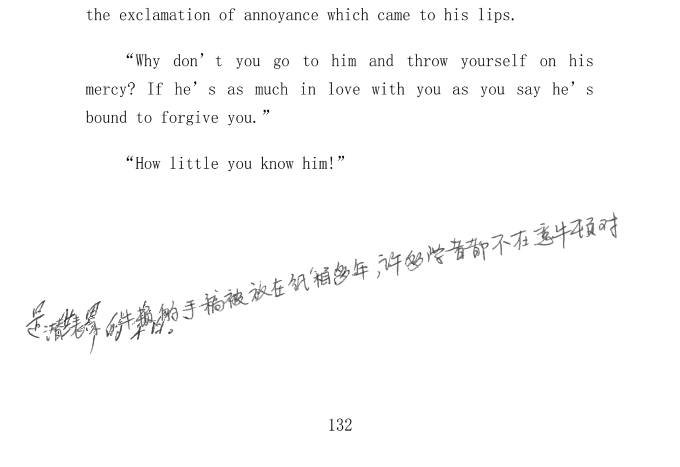 the exclamation of annoyance which came to his lips.
“Why don’t you go to him and throw yourself on his
mercy? If he’s as much in love with you as you say he’s
bound to forgive you.”
“How little you know him!”
的手稿被放在纸箱多年,许多学者都不在意牛顿对
132